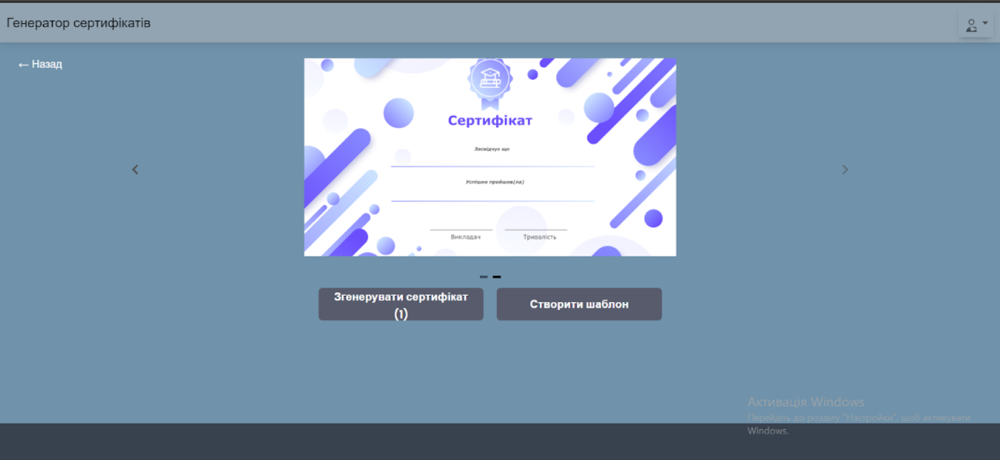 Генератор сертифікатів
← Назад
Сертифікат
Засвідчує що
Успішно пройшов(ла)
Викладач
Тривалість
Згенерувати сертифікат
(1)
Створити шаблон
Активація Windows
Перейдіть до розділу "Настройки", щоб активувати
Windows.